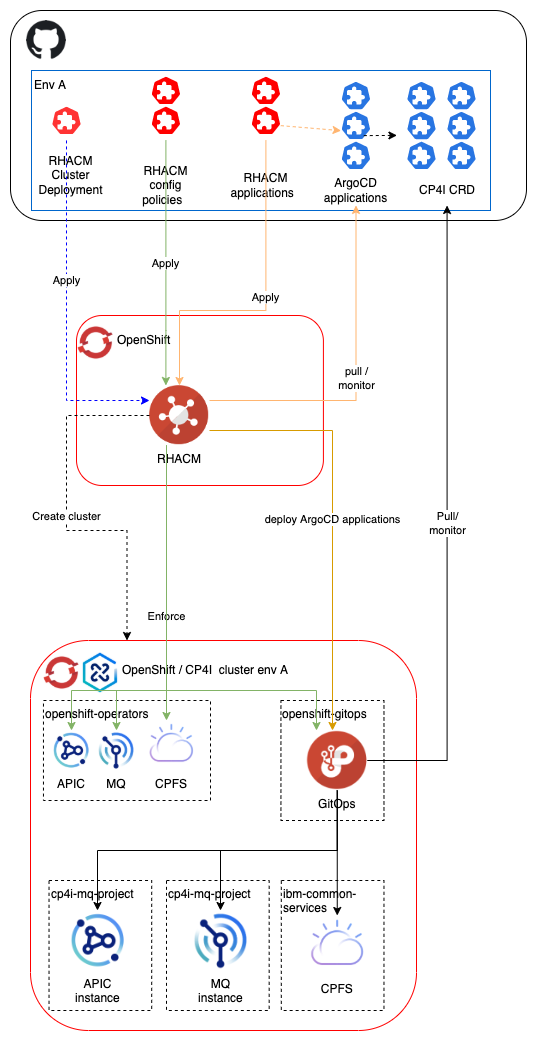 Env A
RHACM
Cluster
Deployment
RHACM
config
policies
RHACM
applications
ArgoCD
applications
CP4I CRD
Apply
Apply
Apply
OpenShift
pull /
monitor
RHACM
Create cluster
deploy ArgoCD applications
Pull/
monitor
Enforce
OpenShift / CP4I cluster env A
openshift-operators
openshift-gitops
APIC
MQ
CPFS
GitOps
cp4i-mq-project
cp4i-mq-project
ibm-common-
services
APIC
instance
MQ
instance
CPFS